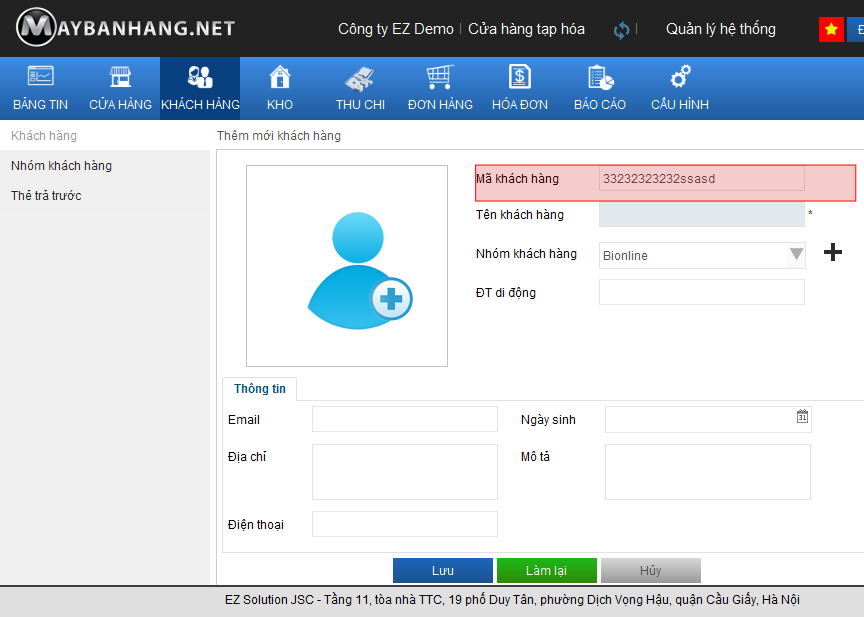 MAYBANHANG.NET
Công ty EZ Demo | Cửa hàng tạp hóa | Quản lý hệ thống
BẢNG TIN CỬA HÀNG KHÁCH HÀNG KHO THU CHI ĐƠN HÀNG HÓA ĐƠN BÁO CÁO CẤU HÌNH
Khách hàng
Thêm mới khách hàng
Nhóm khách hàng
Thẻ trả trước
Mã khách hàng 33232323232ssasd
Tên khách hàng *
Nhóm khách hàng Bionline
ĐT di động
Thông tin
Email
Ngày sinh 31
Địa chỉ
Mô tả
Điện thoại
Lưu Làm lại Hủy
EZ Solution JSC - Tầng 11, tòa nhà TTC, 19 phố Duy Tân, phường Dịch Vọng Hậu, quận Cầu Giấy, Hà Nội